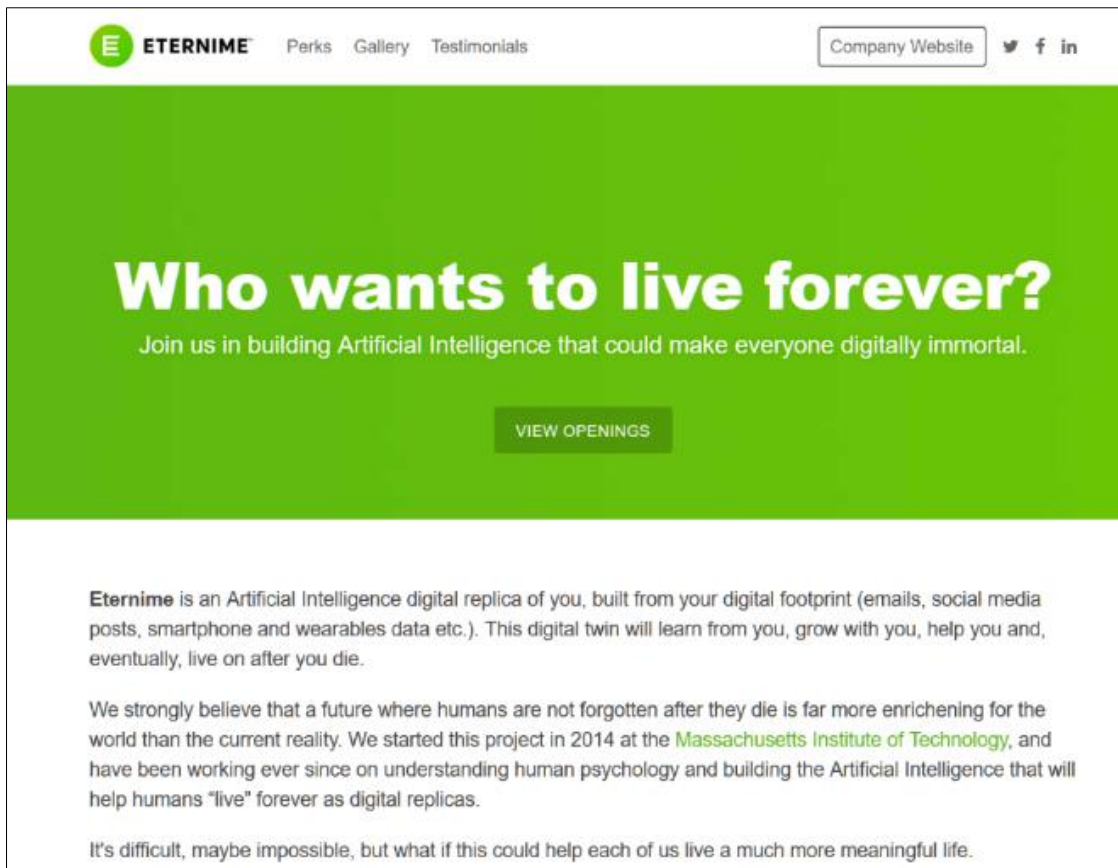 E ETERNIME™ Perks Gallery Testimonials Company Website f in
Who wants to live forever?
Join us in building Artificial Intelligence that could make everyone digitally immortal.
VIEW OPENINGS
Eternime is an Artificial Intelligence digital replica of you, built from your digital footprint (emails, social media
posts, smartphone and wearables data etc.). This digital twin will learn from you, grow with you, help you and,
eventually, live on after you die.
We strongly believe that a future where humans are not forgotten after they die is far more enrichening for the
world than the current reality. We started this project in 2014 at the Massachusetts Institute of Technology, and
have been working ever since on understanding human psychology and building the Artificial Intelligence that will
help humans "live" forever as digital replicas.
It's difficult, maybe impossible, but what if this could help each of us live a much more meaningful life.